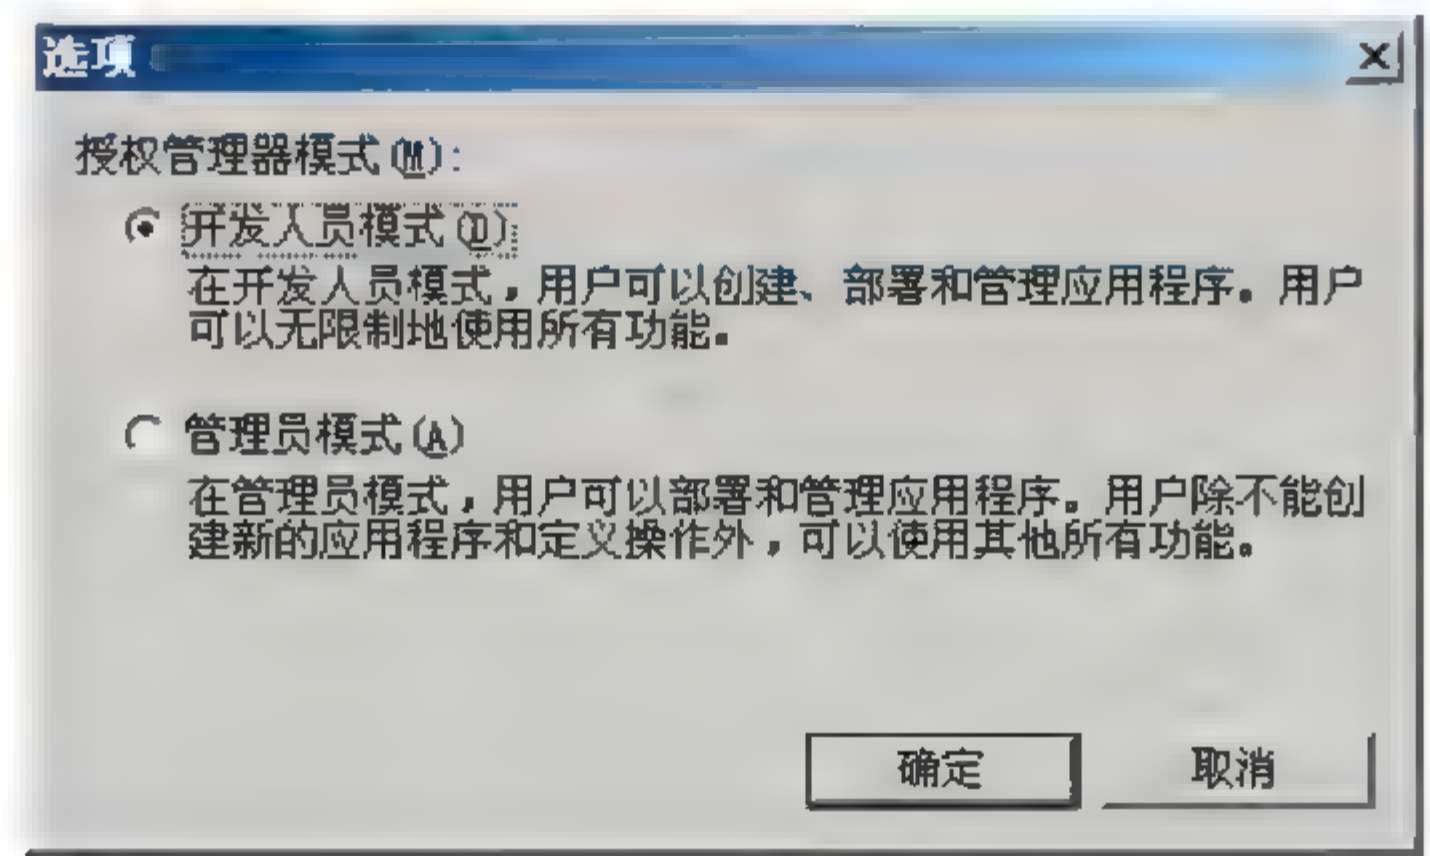 选项
授权管理器模式(M):
开发人员模式(D)
在开发人员模式，用户可以创建、部署和管理应用程序。用户
可以无限制地使用所有功能。
管理员模式(A)
在管理员模式，用户可以部署和管理应用程序。用户除不能创
建新的应用程序和定义操作外，可以使用其他所有功能。
确定
取消